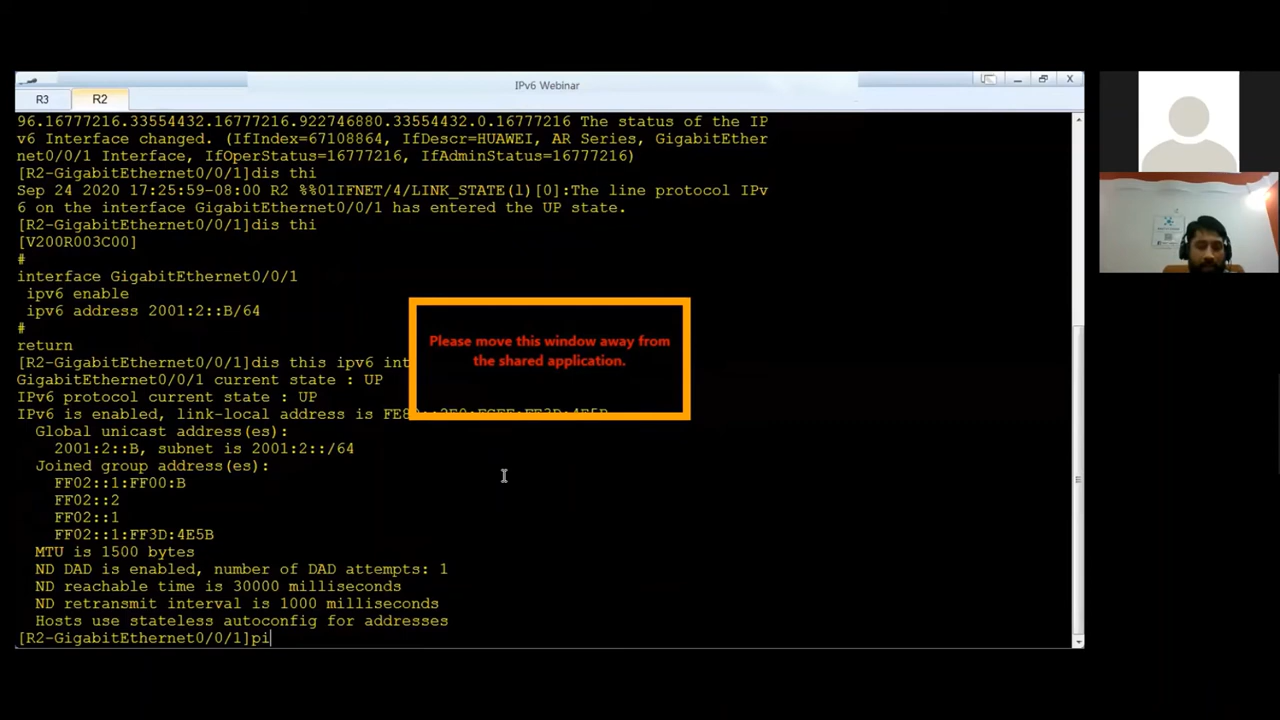 IPv6 Webinar
R3
R2
96.16777216.33554432.16777216.922746880.33554432.0.16777216 The status of the IP
v6 Interface changed. (IfIndex=67108864, IfDescr=HUAWEI, AR Series, GigabitEther
net0/0/1 Interface, IfOperStatus=16777216, IfAdminStatus=16777216)
[R2-GigabitEthernet0/0/1]dis thi
Sep 24 2020 17:25:59-08:00 R2 %%01IFNET/4/LINK_STATE(l)[0]:The line protocol IPv
6 on the interface GigabitEthernet0/0/1 has entered the UP state.
[R2-GigabitEthernet0/0/1]dis thi
[V200R003C00]
#
interface GigabitEthernet0/0/1
ipv6 enable
ipv6 address 2001:2::B/64
#
return
[R2-GigabitEthernet0/0/1]dis this ipv6 int
Please move this window away from
the shared application.
GigabitEthernet0/0/1 current state : UP
IPv6 protocol current state : UP
IPv6 is enabled, link-local address is
Global unicast address(es):
2001:2::B, subnet is 2001:2::/64
Joined group address(es):
FF02::1:FF00:B
FF02::2
FF02::1
FF02::1:FF3D:4E5B
MTU is 1500 bytes
ND DAD is enabled, number of DAD attempts: 1
ND reachable time is 30000 milliseconds
ND retransmit interval is 1000 milliseconds
Hosts use stateless autoconfig for addresses
[R2-GigabitEthernet0/0/1]pi